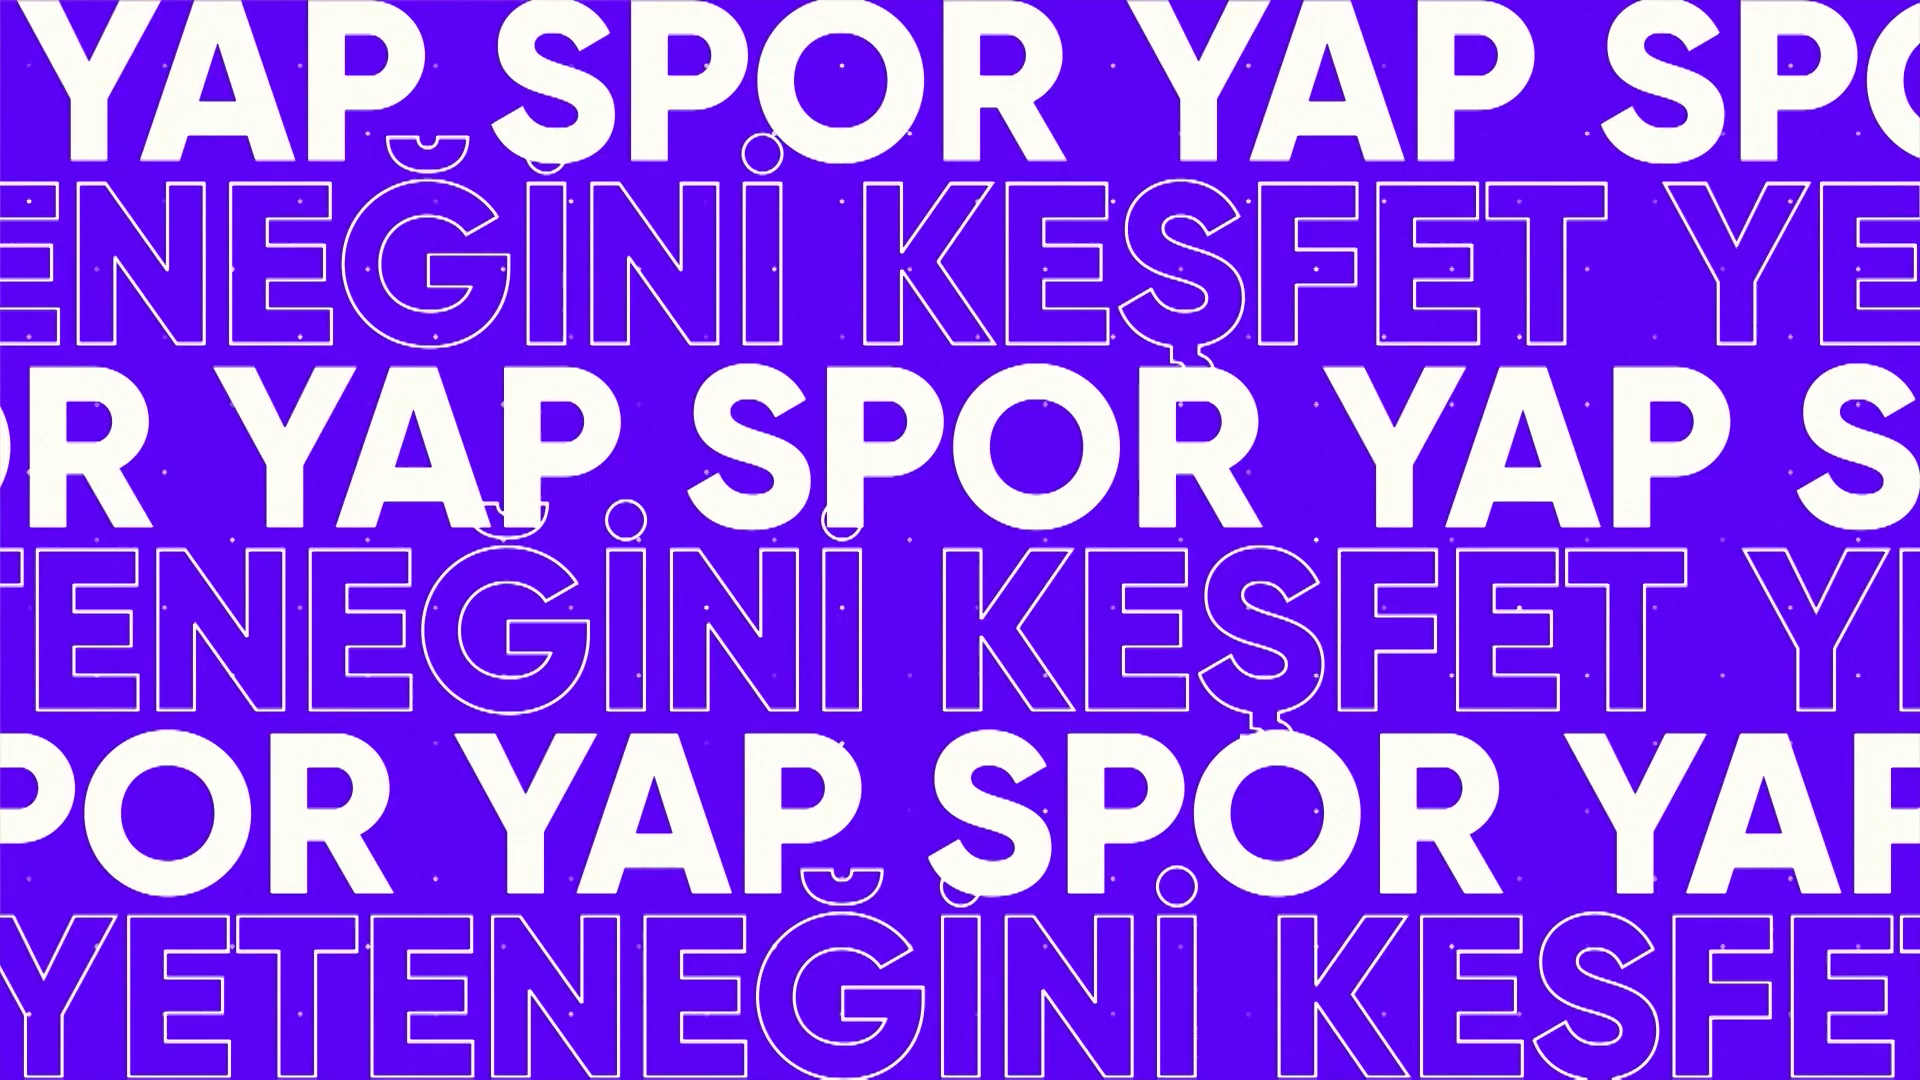 YAP SPOR YAP SPO
ENEĞİNİ KEŞFET YE
OR YAP SPOR YAP S
TENEĞİNİ KEŞFET YE
SPOR YAP SPOR YAP
YETENEĞİNİ KEŞFET